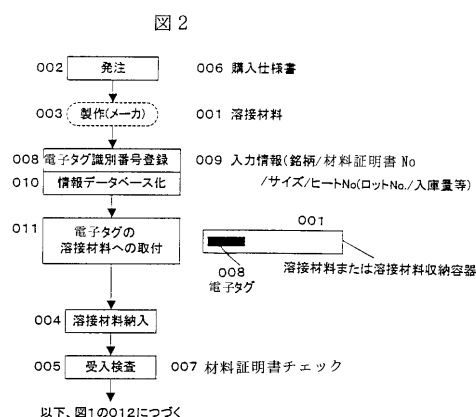 図2
002 発注 006 購入仕様書
003 製作(メーカ) 001 溶接材料
008 電子タグ識別番号登録 009 入力情報(銘柄/材料証明書No
010 情報データベース化 /サイズ/ヒートNo(ロットNo./入庫量等)
011 電子タグの
溶接材料への取付
001
008
電子タグ
溶接材料または溶接材料収納容器
004 溶接材料納入
005 受入検査 007 材料証明書チェック
以下、図1の012につづく